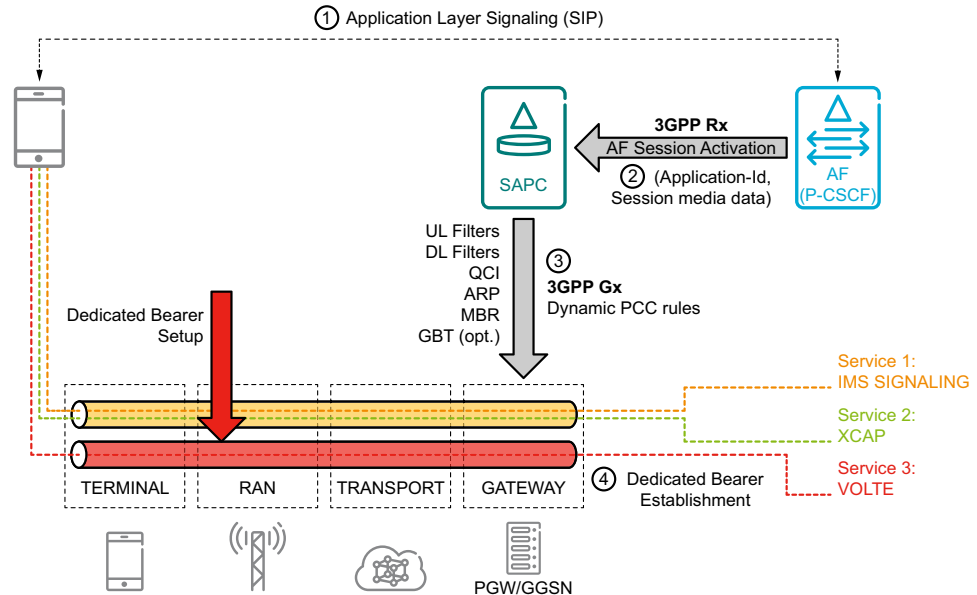 1 Application Layer Signaling (SIP)
3GPP Rx
AF Session Activation
2 (Application-Id,
Session media data)
SAPC
AF
(P-CSCF)
UL Filters
DL Filters
QCI
ARP
MBR
GBT (opt.)
3
3GPP Gx
Dynamic PCC rules
Dedicated Bearer
Setup
Service 1:
IMS SIGNALING
Service 2:
XCAP
Service 3:
VOLTE
4 Dedicated Bearer
Establishment
TERMINAL
RAN
TRANSPORT
GATEWAY
PGW/GGSN